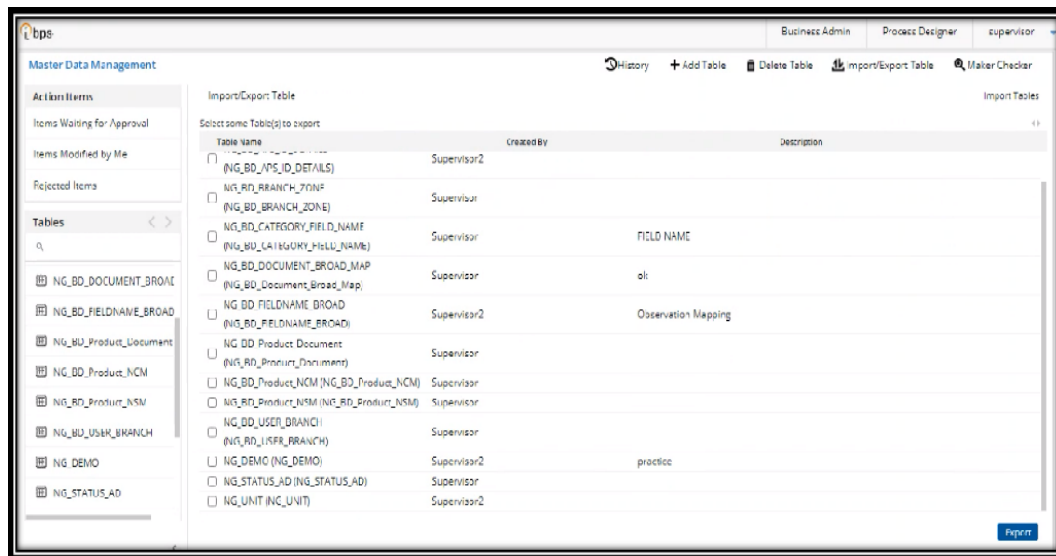 ibps
Business Admin Process Designer supervisor
Master Data Management History Add Table Delete Table Import/Export Table Maker Checker
Action Items
Import/Export Table
Import Tables
Items Waiting for Approval
Items Modified by Me
Rejected Items
Tables
NG_BD_DOCUMENT_BROAD
NG_BD_FIELDNAME_BROAD
NG_BD_Product_Document
NG_BD_Product_NCM
NG_BD_Product_NSM
NG_BD_USER_BRANCH
NG_DEMO
NG_STATUS_AD
Select some Table(s) to export
Table Name Created By Description
(NG_BD_APS_ID_DETAILS) Supervisor2
NG_BD_BRANCH_ZONE
(NG_BD_BRANCH_ZONE) Supervisor
NG_BD_CATEGORY_FIELD_NAME
(NG_BD_CATEGORY_FIELD_NAME) Supervisor FIELD NAME
NG_BD_DOCUMENT_BROAD_MAP
(NG_BD_Document_Broad_Map) Supervisor ok
NG_BD_FIELDNAME_BROAD
(NG_BD_FIELDNAME_BROAD) Supervisor2 Observation Mapping
NG_BD_Product_Document
(NG_BD_Product_Document) Supervisor
NG_BD_Product_NCM (NG_BD_Product_NCM) Supervisor
NG_BD_Product_NSM (NG_BD_Product_NSM) Supervisor
NG_BD_USER_BRANCH
(NG_BD_USER_BRANCH) Supervisor
NG_DEMO (NG_DEMO) Supervisor2 practice
NG_STATUS_AD (NG_STATUS_AD) Supervisor
NG_UNIT (NG_UNIT) Supervisor2
Export